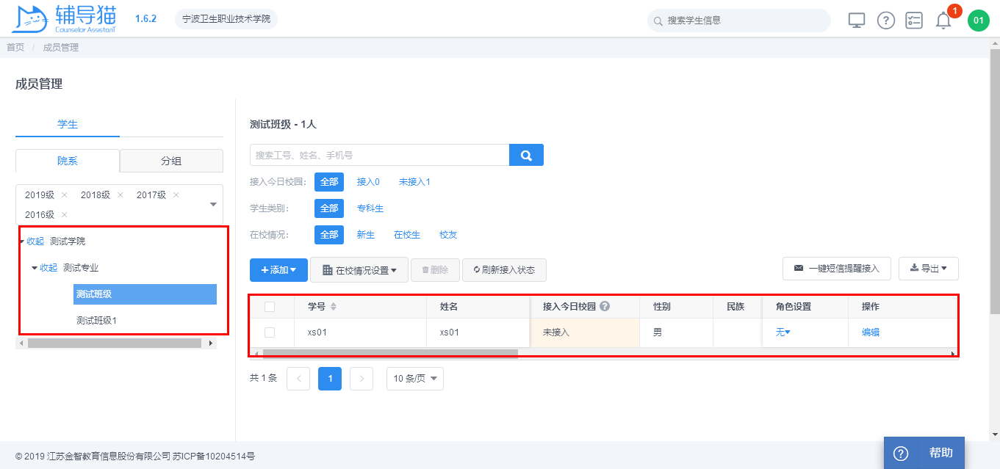 辅导猫
Counselor AssistanT
1.6.2
宁波卫生职业技术学院
搜索学生信息
1
01
首页 / 成员管理
成员管理
学生
院系 分组
2019级 × 2018级 × 2017级 ×
2016级 ×
收起 测试学院
收起 测试专业
测试班级
测试班级1
测试班级 - 1人
搜索工号、姓名、手机号
接入今日校园: 全部 接入0 未接入1
学生类别: 全部 专科生
在校情况: 全部 新生 在校生 校友
+添加 在校情况设置 删除 刷新接入状态 一键短信提醒接入 导出
学号 姓名 接入今日校园 ? 性别 民族 角色设置 操作
xs01 xs01 未接入 男 无 编辑
共 1 条 < 1 > 10 条/页
© 2019 江苏金智教育信息股份有限公司 苏ICP备10204514号
? 帮助